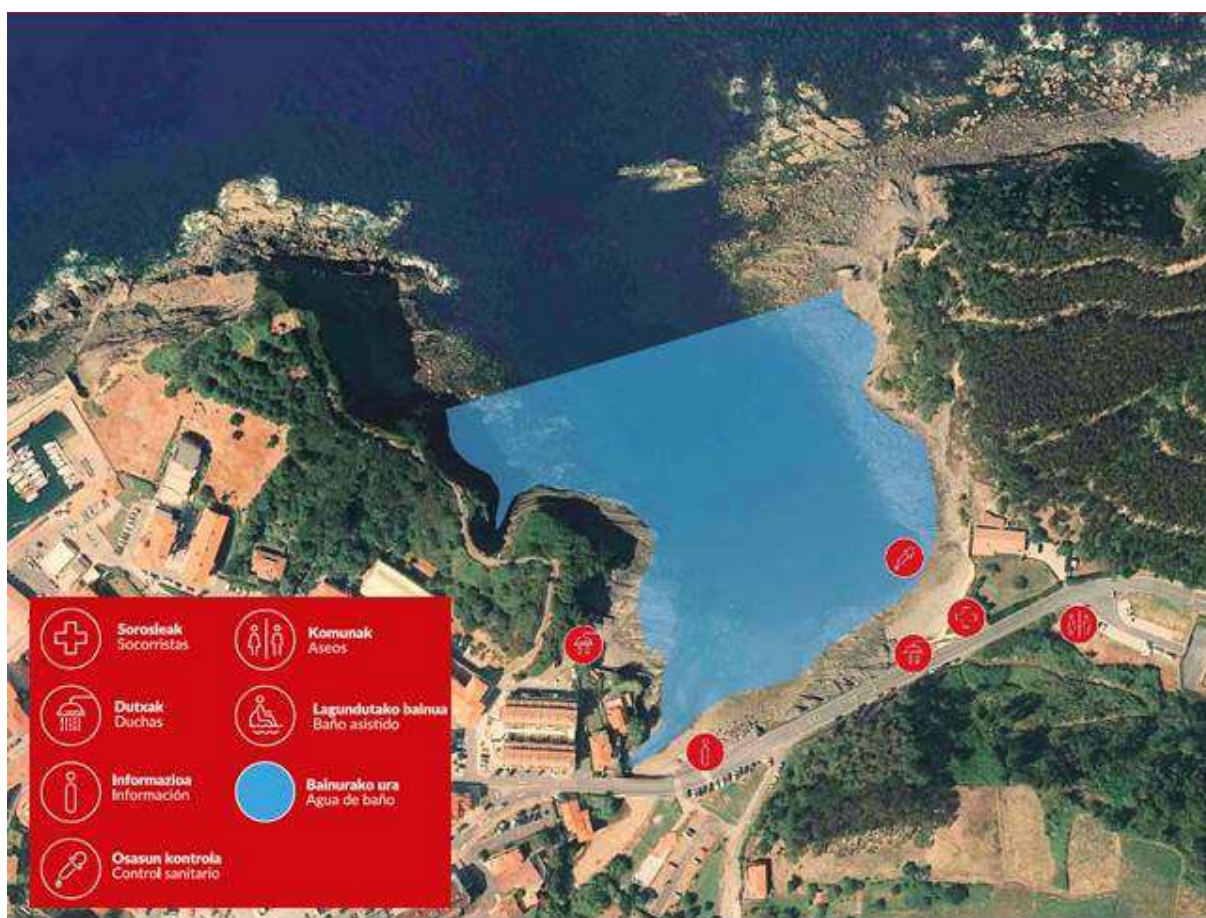 Sorosleak
Socorristas
Komunak
Aseos
Dutxak
Duchas
Lagundutako bainua
Baño asistido
Informazioa
Información
Bainurako ura
Agua de baño
Osasun kontrola
Control sanitario